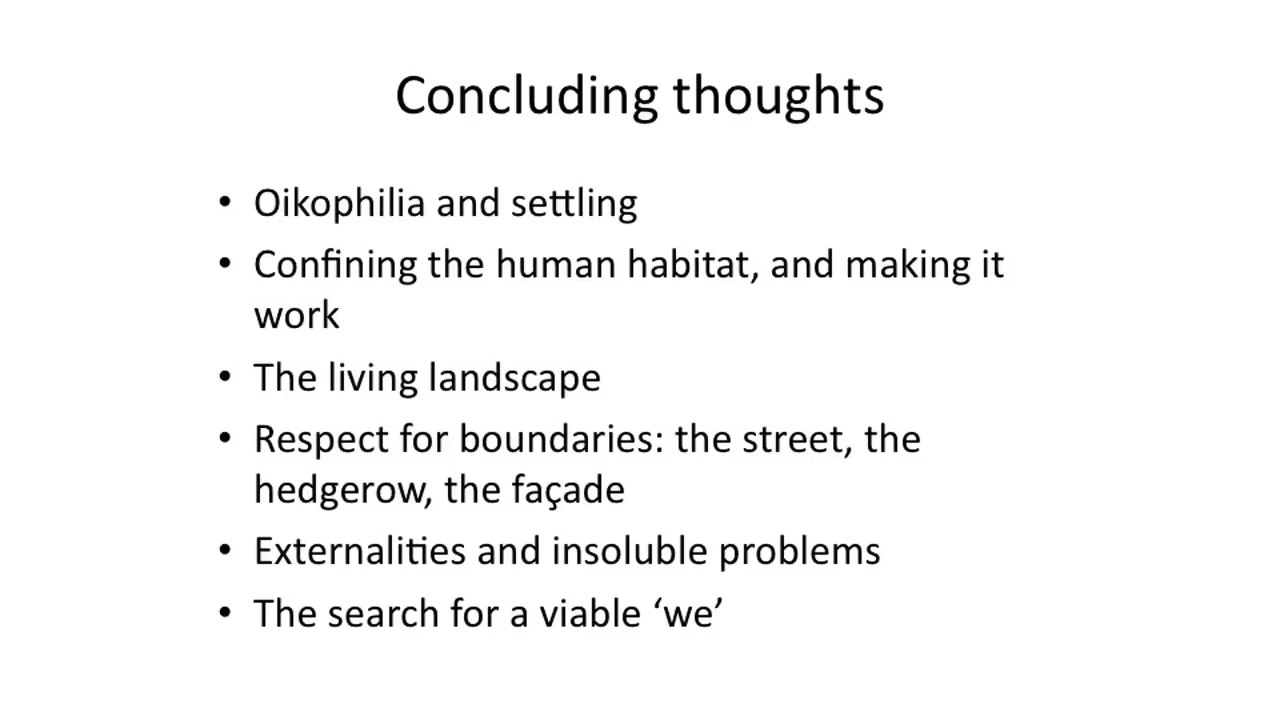 Concluding thoughts
• Oikophilia and settling
• Confining the human habitat, and making it
work
• The living landscape
• Respect for boundaries: the street, the
hedgerow, the façade
• Externalities and insoluble problems
• The search for a viable ‘we’